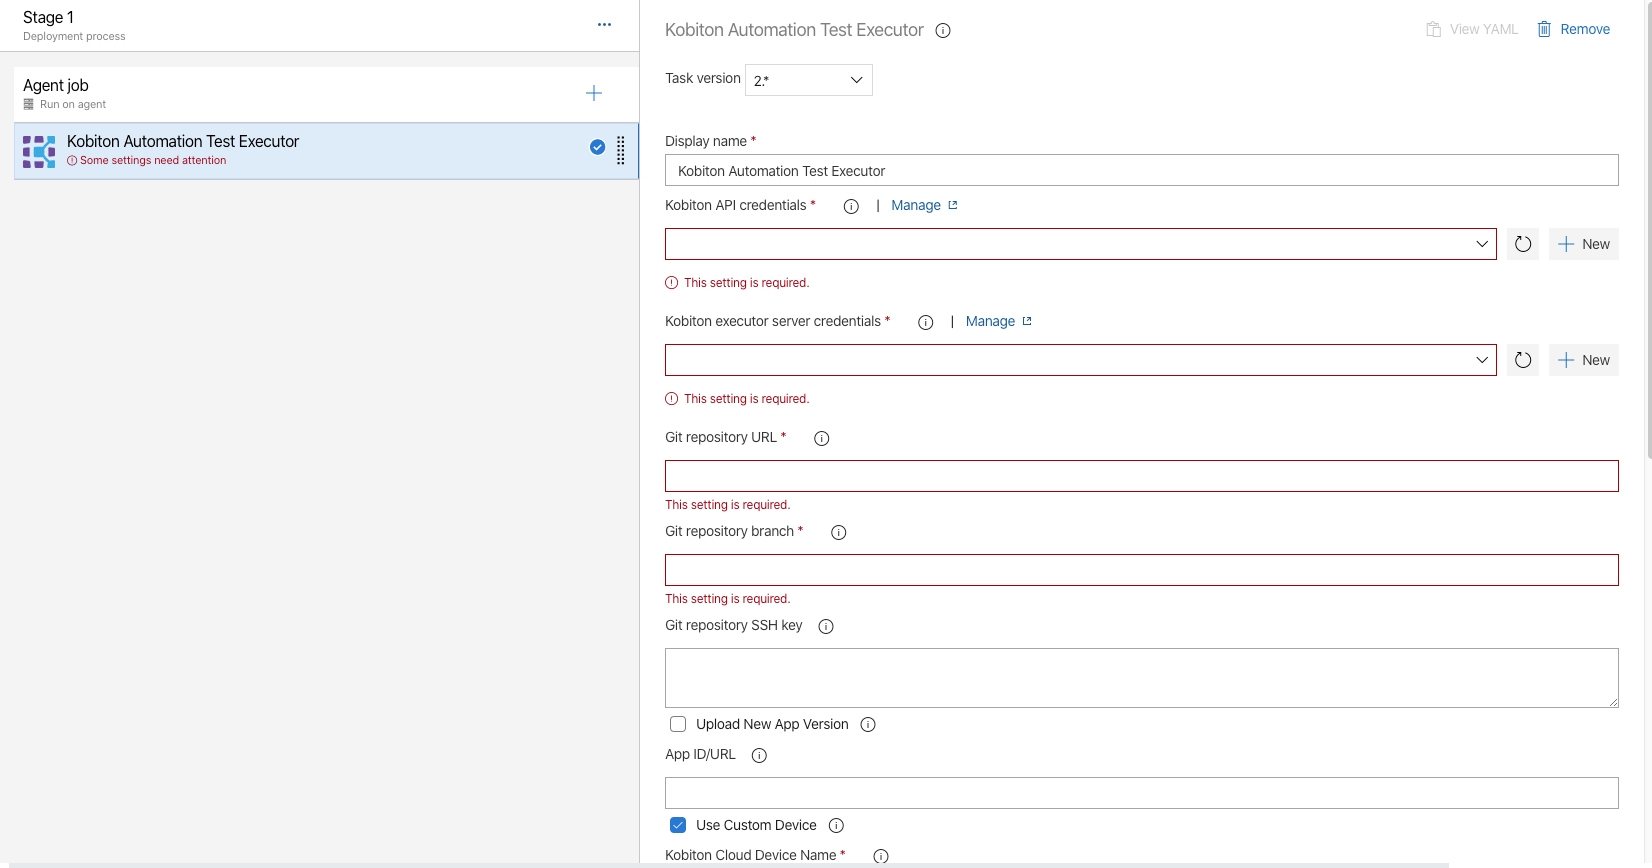 Stage 1
Deployment process
Agent job
Run on agent
Kobiton Automation Test Executor
Some settings need attention
Kobiton Automation Test Executor
View YAML
Remove
Task version
2.*
Display name *
Kobiton Automation Test Executor
Kobiton API credentials *
| Manage
New
This setting is required.
Kobiton executor server credentials *
| Manage
New
This setting is required.
Git repository URL *
This setting is required.
Git repository branch *
This setting is required.
Git repository SSH key
Upload New App Version
App ID/URL
Use Custom Device
Kobiton Cloud Device Name *